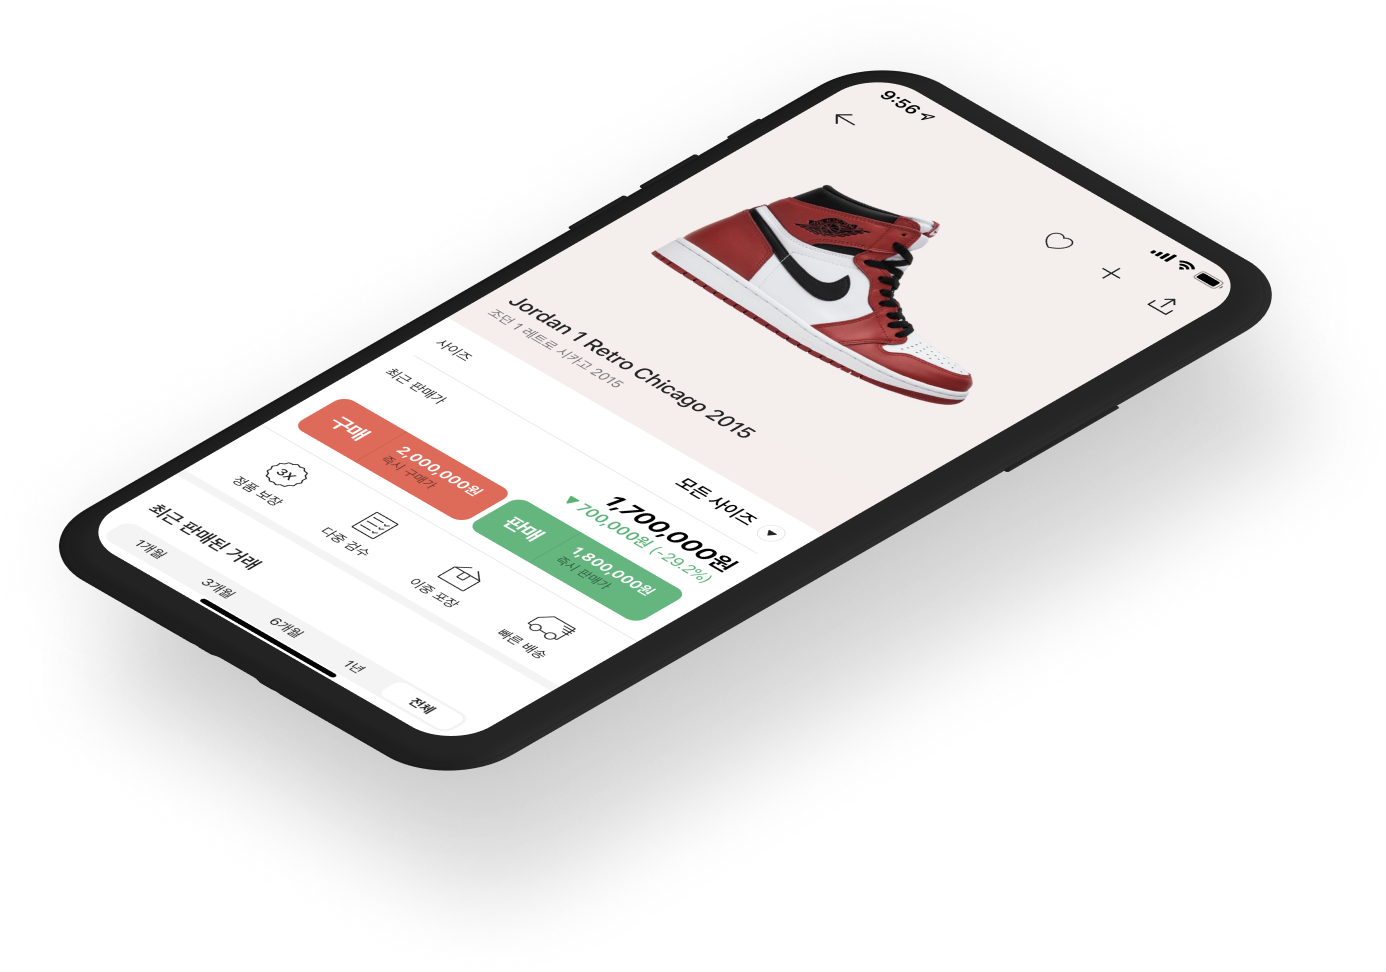 9:56
Jordan 1 Retro Chicago 2015
조던 1 레트로 시카고 2015
사이즈
모든 사이즈
최근 판매가
1,700,000원
▼700,000원 (-29.2%)
구매
2,000,000원
즉시 구매가
판매
1,800,000원
즉시 판매가
3X
정품 보장
다중 검수
이중 포장
빠른 배송
최근 판매된 거래
1개월
3개월
6개월
1년
전체